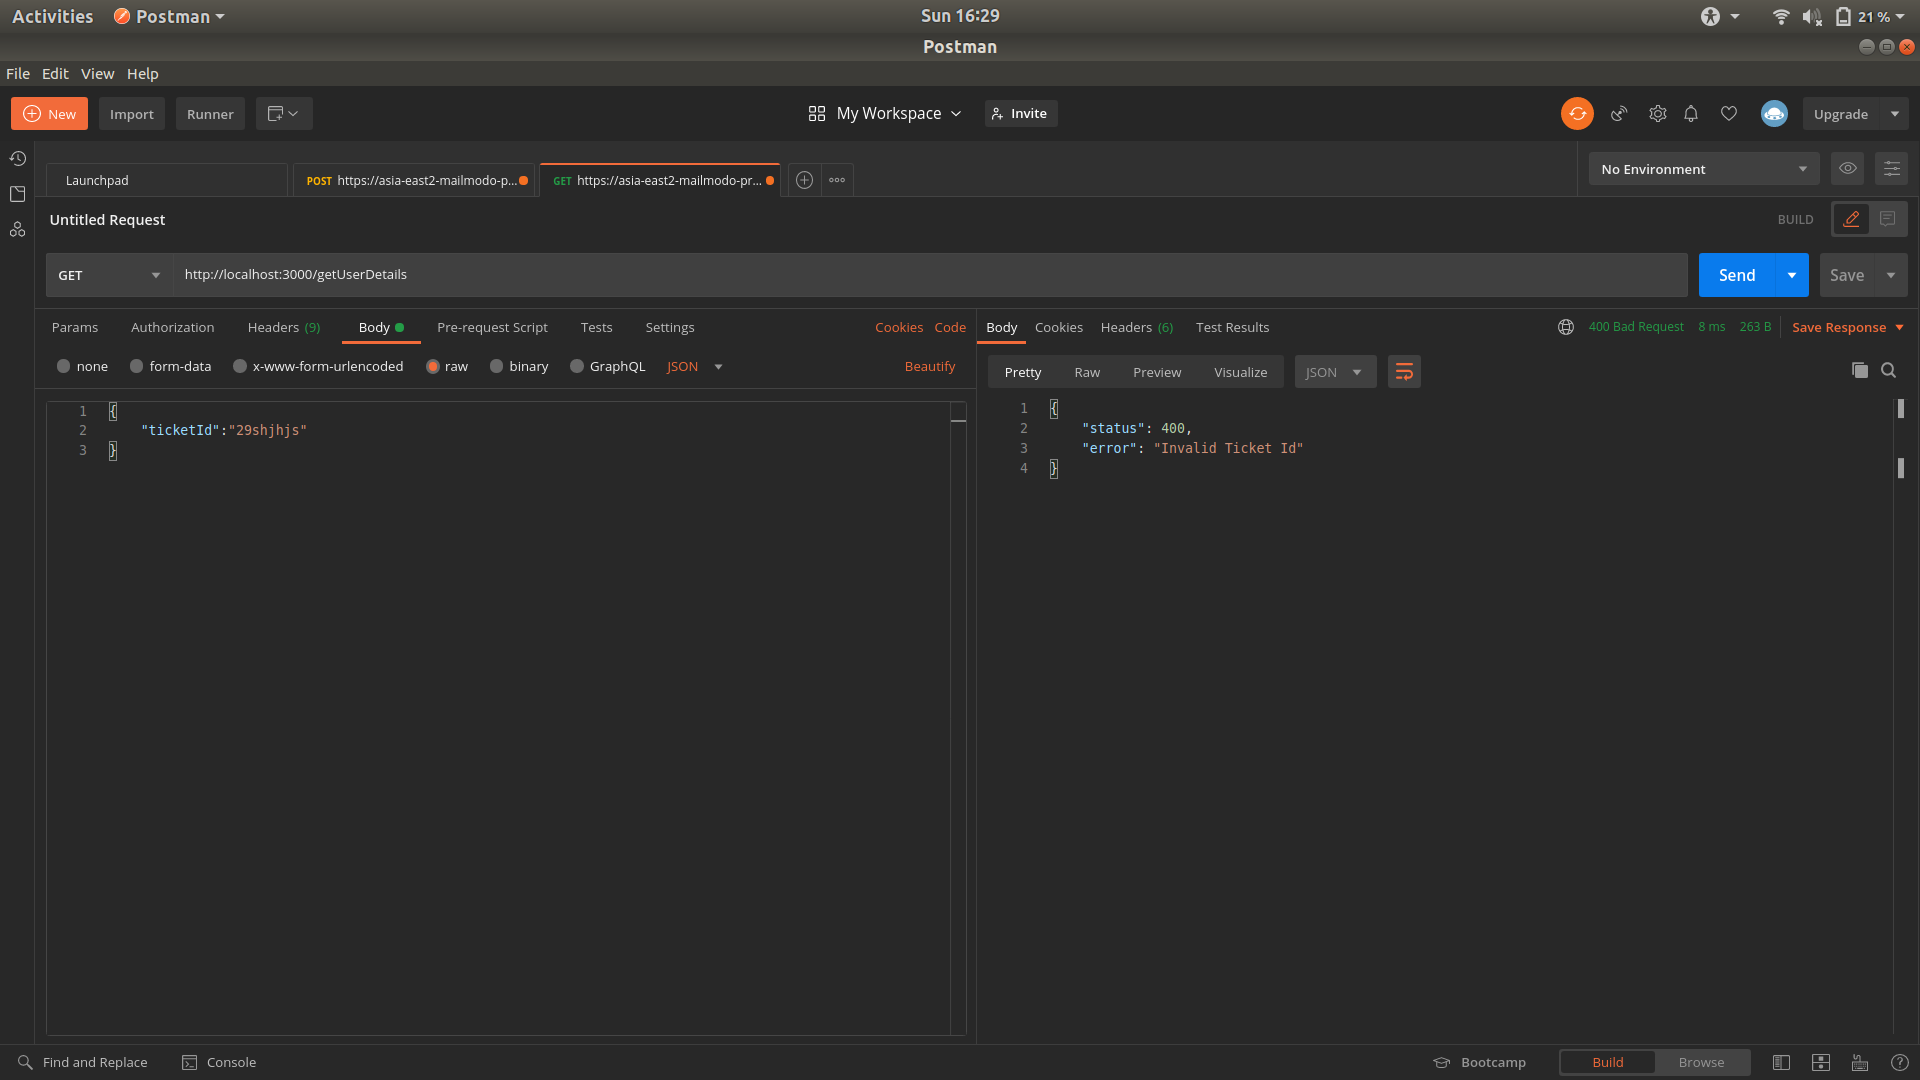 Activities Postman Sun 16:29 21 %
Postman
File Edit View Help
New Import Runner My Workspace Invite Upgrade
Launchpad POST https://asia-east2-mailmodo-p... GET https://asia-east2-mailmodo-pr... No Environment
Untitled Request BUILD
GET http://localhost:3000/getUserDetails Send Save
Params Authorization Headers (9) Body Pre-request Script Tests Settings Cookies Code
none form-data x-www-form-urlencoded raw binary GraphQL JSON Beautify
1 {
2 "ticketId":"29shjhjs"
3 }
Body Cookies Headers (6) Test Results 400 Bad Request 8 ms 263 B Save Response
Pretty Raw Preview Visualize JSON
1 {
2 "status": 400,
3 "error": "Invalid Ticket Id"
4 }
Find and Replace Console Bootcamp Build Browse